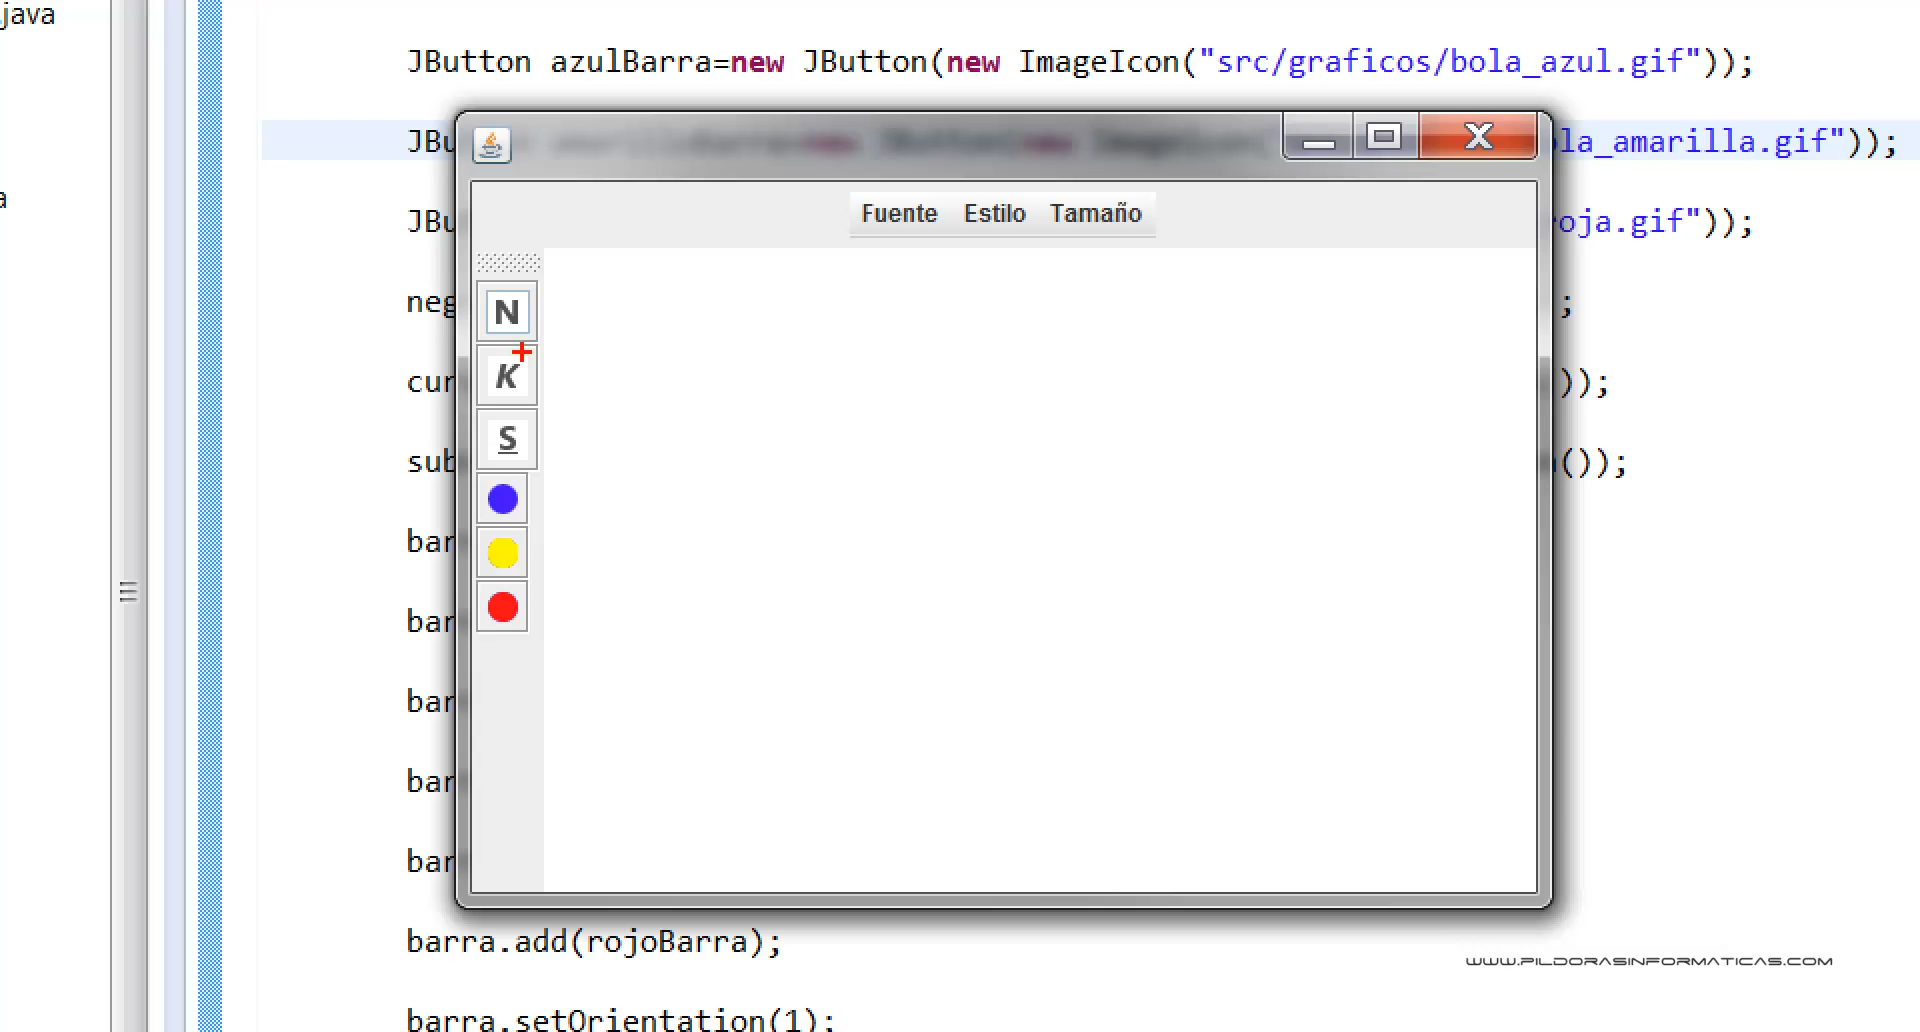 java
JButton azulBarra=new JButton(new ImageIcon("src/graficos/bola_azul.gif"));
JBu la_amarilla.gif"));
a
Fuente Estilo Tamaño
JBu oja.gif"));
N
neg ;
K
cur ));
S
sub ());
bar
bar
bar
bar
bar
barra.add(rojoBarra);
WWW.PILDORASINFORMATICAS.COM
barra.setOrientation(1);